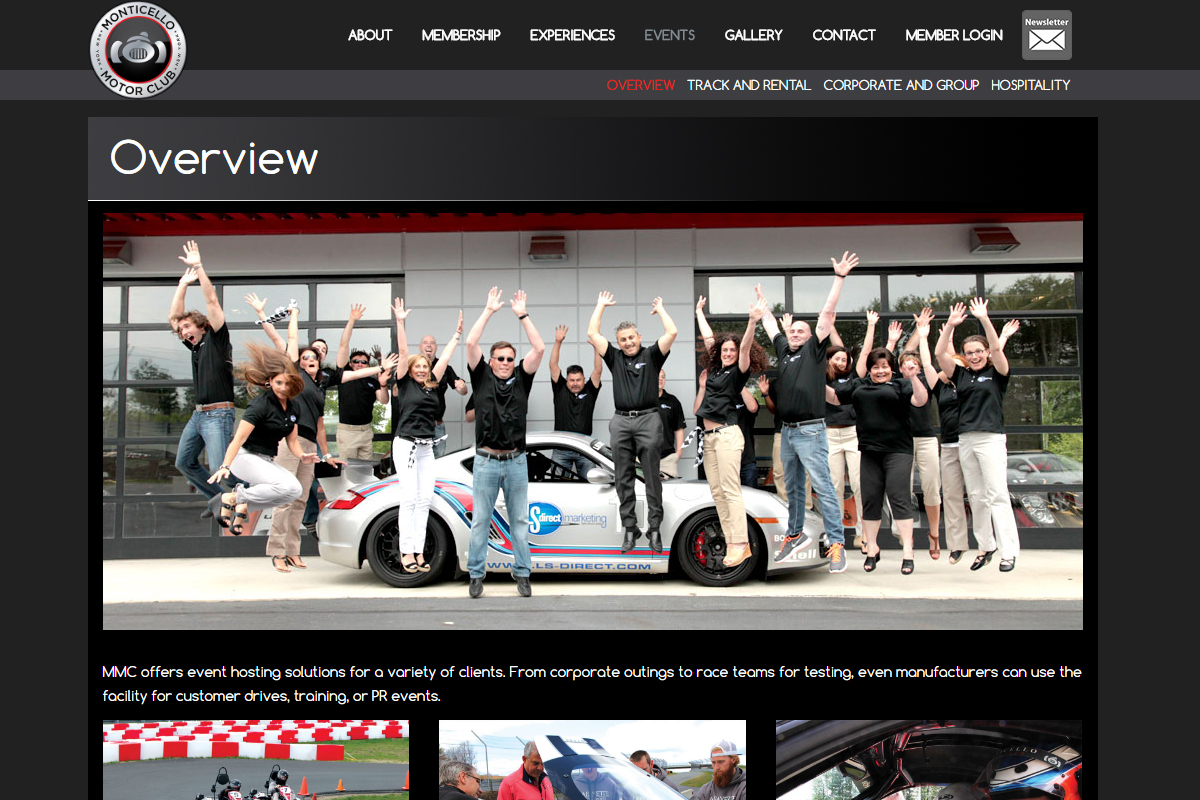 MONTICELLO
MOTOR CLUB
ABOUT
MEMBERSHIP
EXPERIENCES
EVENTS
GALLERY
CONTACT
MEMBER LOGIN
Newsletter
OVERVIEW
TRACK AND RENTAL
CORPORATE AND GROUP
HOSPITALITY
Overview
LS direct marketing
WWW.LS-DIRECT.COM
MMC offers event hosting solutions for a variety of clients. From corporate outings to race teams for testing, even manufacturers can use the
facility for customer drives, training, or PR events.